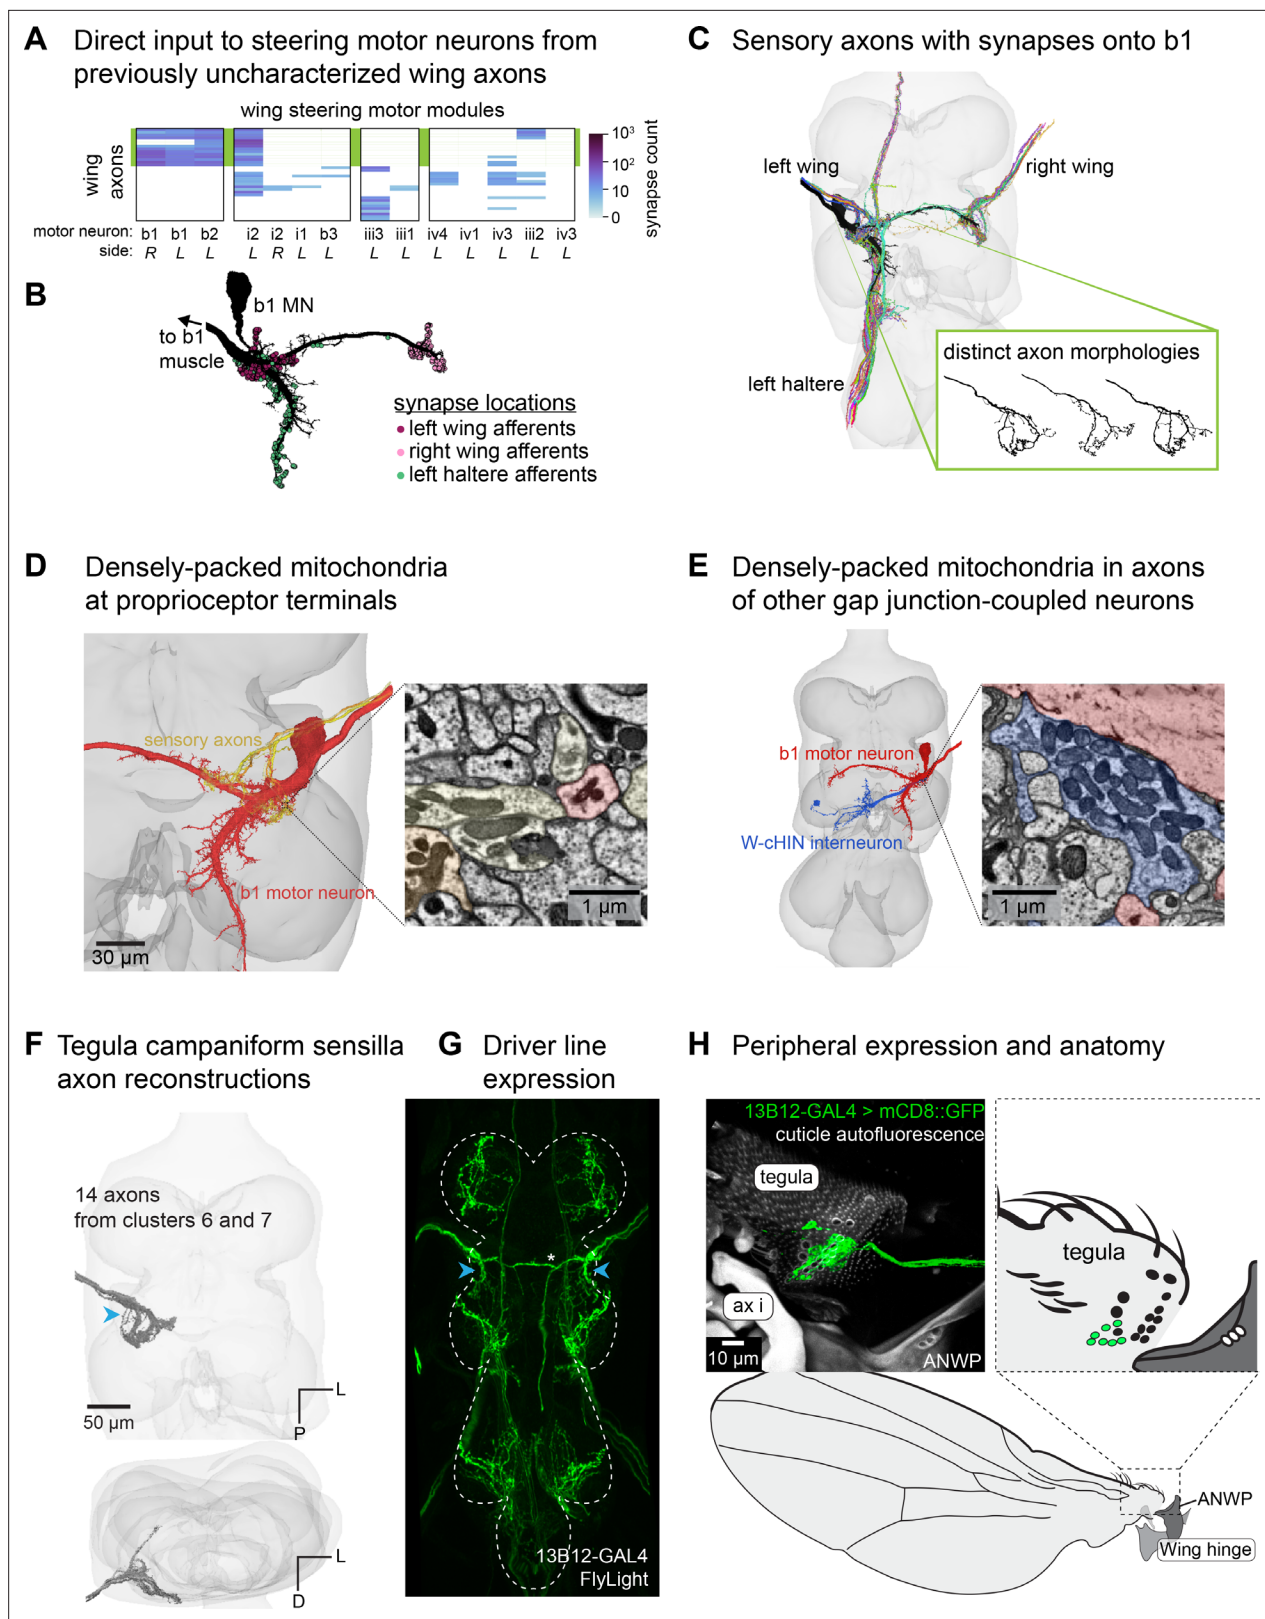 A Direct input to steering motor neurons from
previously uncharacterized wing axons
wing steering motor modules
wing
axons
10³
10²
10
0
synapse count
motor neuron: b1 b1 b2 i2 i2 i1 b3 iii3 iii1 iv4 iv1 iv3 iii2 iv3
side: R L L L R L L L L L L L L L
B
b1 MN
to b1
muscle
synapse locations
left wing afferents
right wing afferents
left haltere afferents
C Sensory axons with synapses onto b1
left wing
right wing
left haltere
distinct axon morphologies
D Densely-packed mitochondria
at proprioceptor terminals
sensory axons
b1 motor neuron
30 µm
1 µm
E Densely-packed mitochondria in axons
of other gap junction-coupled neurons
b1 motor neuron
W-cHIN interneuron
1 µm
F Tegula campaniform sensilla
axon reconstructions
14 axons
from clusters 6 and 7
50 µm
L
P
L
D
G Driver line
expression
*
13B12-GAL4
FlyLight
H Peripheral expression and anatomy
13B12-GAL4 > mCD8::GFP
cuticle autofluorescence
tegula
ax i
10 µm
ANWP
tegula
ANWP
Wing hinge